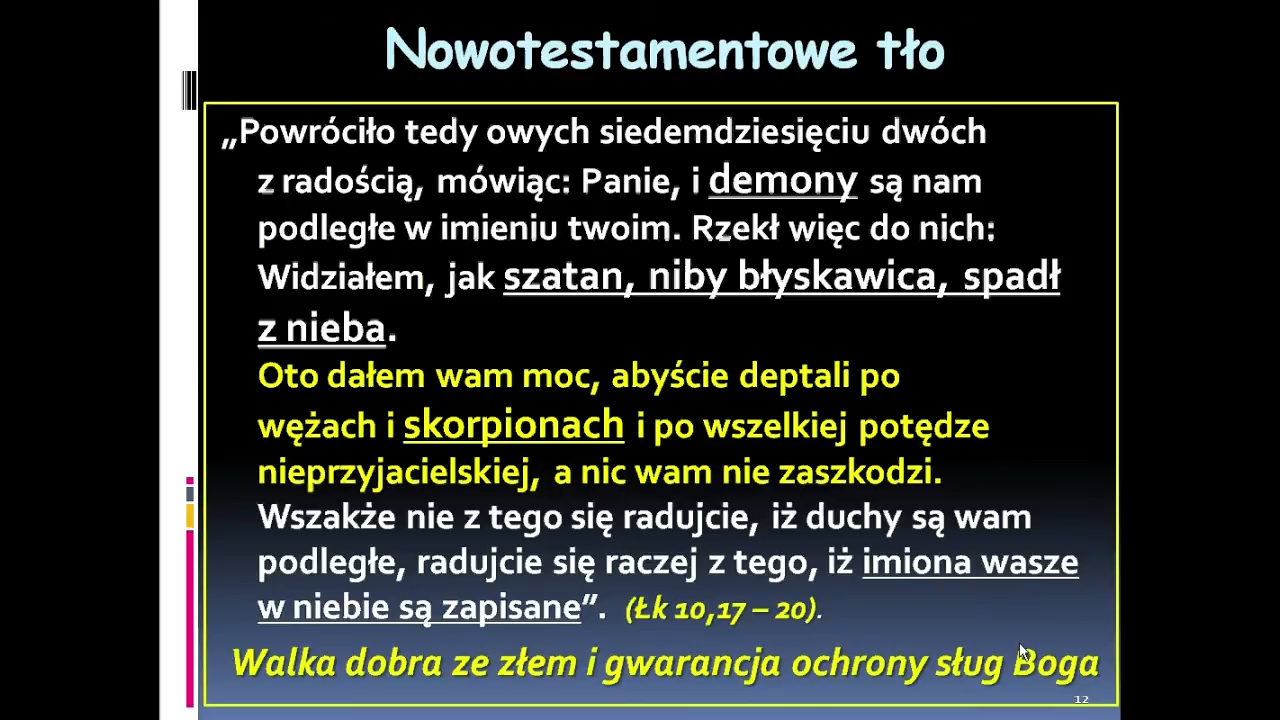 Nowotestamentowe tło
„Powróciło tedy owych siedemdziesięciu dwóch
z radością, mówiąc: Panie, i demony są nam
podległe w imieniu twoim. Rzekł więc do nich:
Widziałem, jak szatan, niby błyskawica, spadł
z nieba.
Oto dałem wam moc, abyście deptali po
wężach i skorpionach i po wszelkiej potędze
nieprzyjacielskiej, a nic wam nie zaszkodzi.
Wszakże nie z tego się radujcie, iż duchy są wam
podległe, radujcie się raczej z tego, iż imiona wasze
w niebie są zapisane”. (Łk 10,17 – 20).
Walka dobra ze złem i gwarancja ochrony sług Boga
12